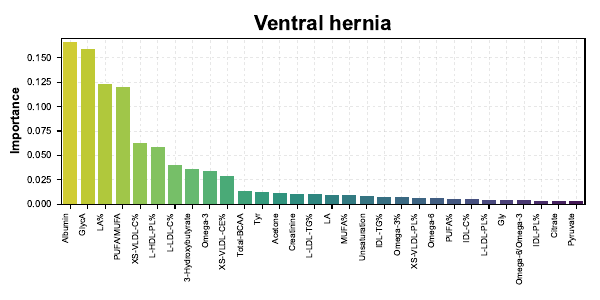 Ventral hernia
Importance
0.150
0.125
0.100
0.075
0.050
0.025
0.000
Albumin
GlycA
LA%
PUFA/MUFA
XS-VLDL-C%
L-HDL-PL%
L-LDL-C%
3-Hydroxybutyrate
Omega-3
XS-VLDL-CE%
Total-BCAA
Tyr
Acetone
Creatinine
L-LDL-TG%
LA
MUFA%
Unsaturation
IDL-TG%
Omega-3%
XS-VLDL-PL%
Omega-6
PUFA%
IDL-C%
L-LDL-PL%
Gly
Omega-6/Omega-3
IDL-PL%
Citrate
Pyruvate